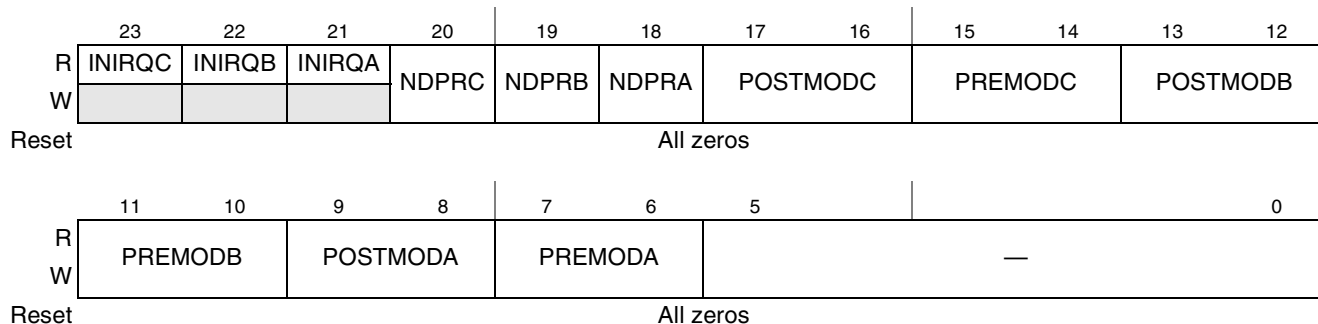 23 22 21 20 19 18 17 16 15 14 13 12
R INIRQC INIRQB INIRQA NDPRC NDPRB NDPRA POSTMODC PREMODC POSTMODB
W
Reset All zeros
11 10 9 8 7 6 5 0
R PREMODB POSTMODA PREMODA —
W
Reset All zeros